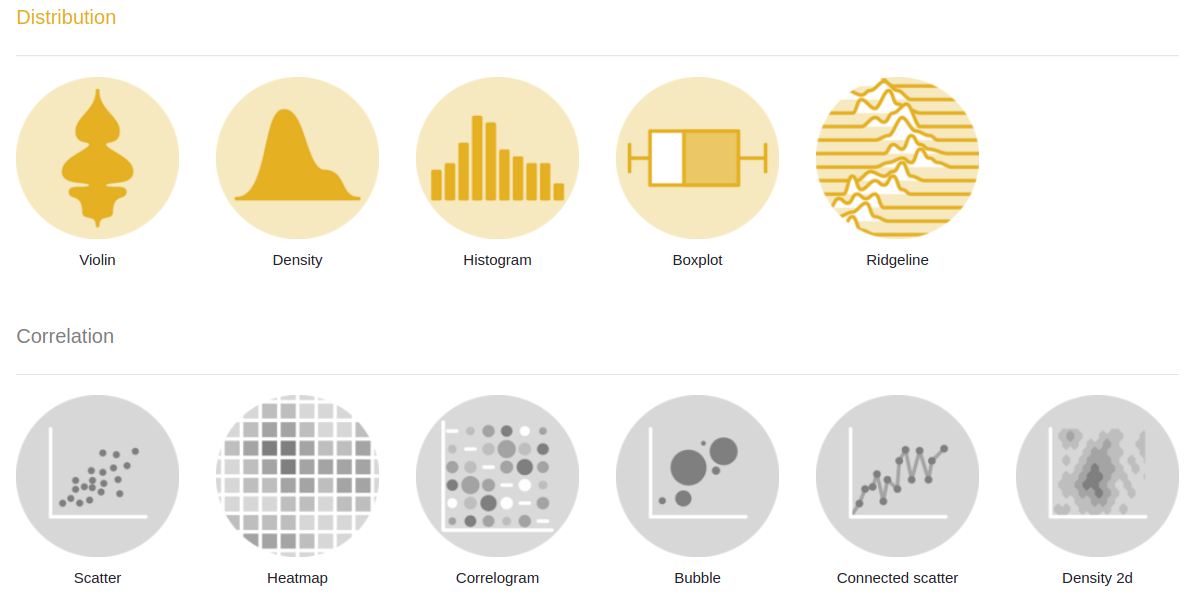 Distribution
Violin
Density
Histogram
Boxplot
Ridgeline
Correlation
Scatter
Heatmap
Correlogram
Bubble
Connected scatter
Density 2d